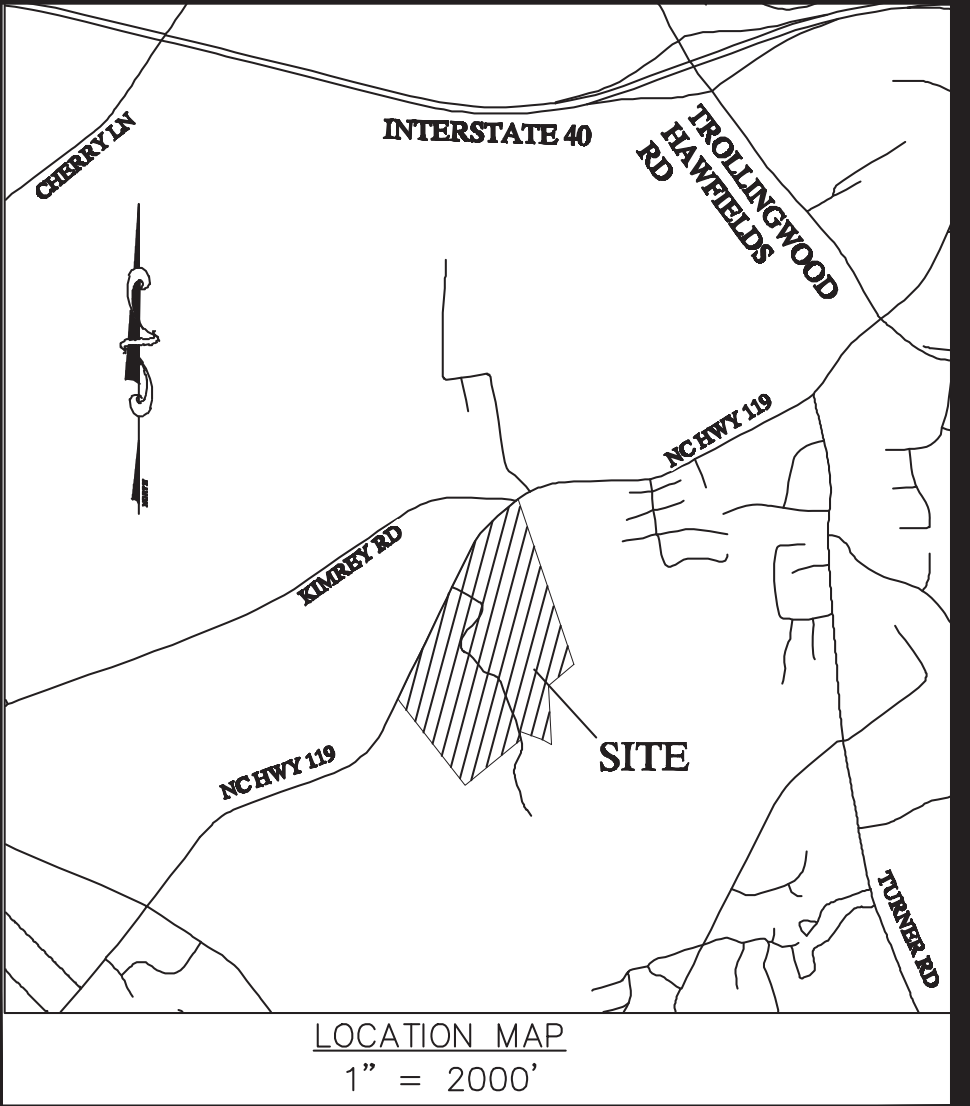 INTERSTATE 40
CHERRY LN
TROLLINGWOOD
HAWFIELDS
RD
NORTH
NC HWY 119
KIMREY RD
SITE
NC HWY 119
TURNER RD
LOCATION MAP
1” = 2000’